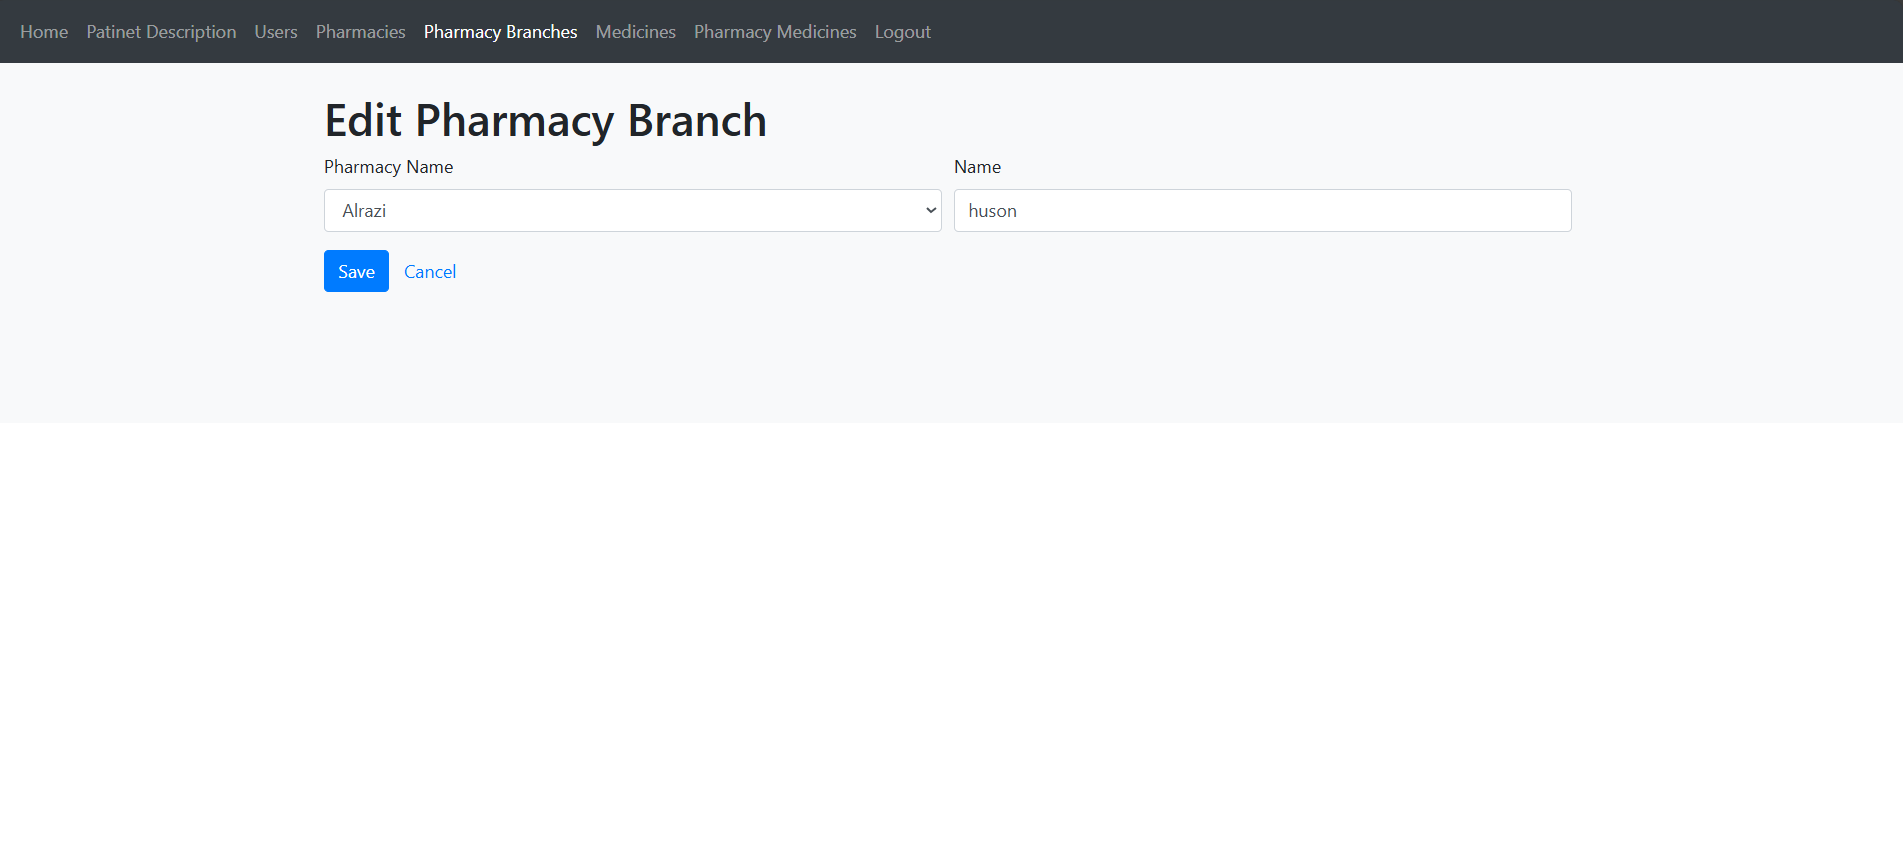 Home Patinet Description Users Pharmacies Pharmacy Branches Medicines Pharmacy Medicines Logout
Edit Pharmacy Branch
Pharmacy Name Name
Alrazi huson
Save Cancel